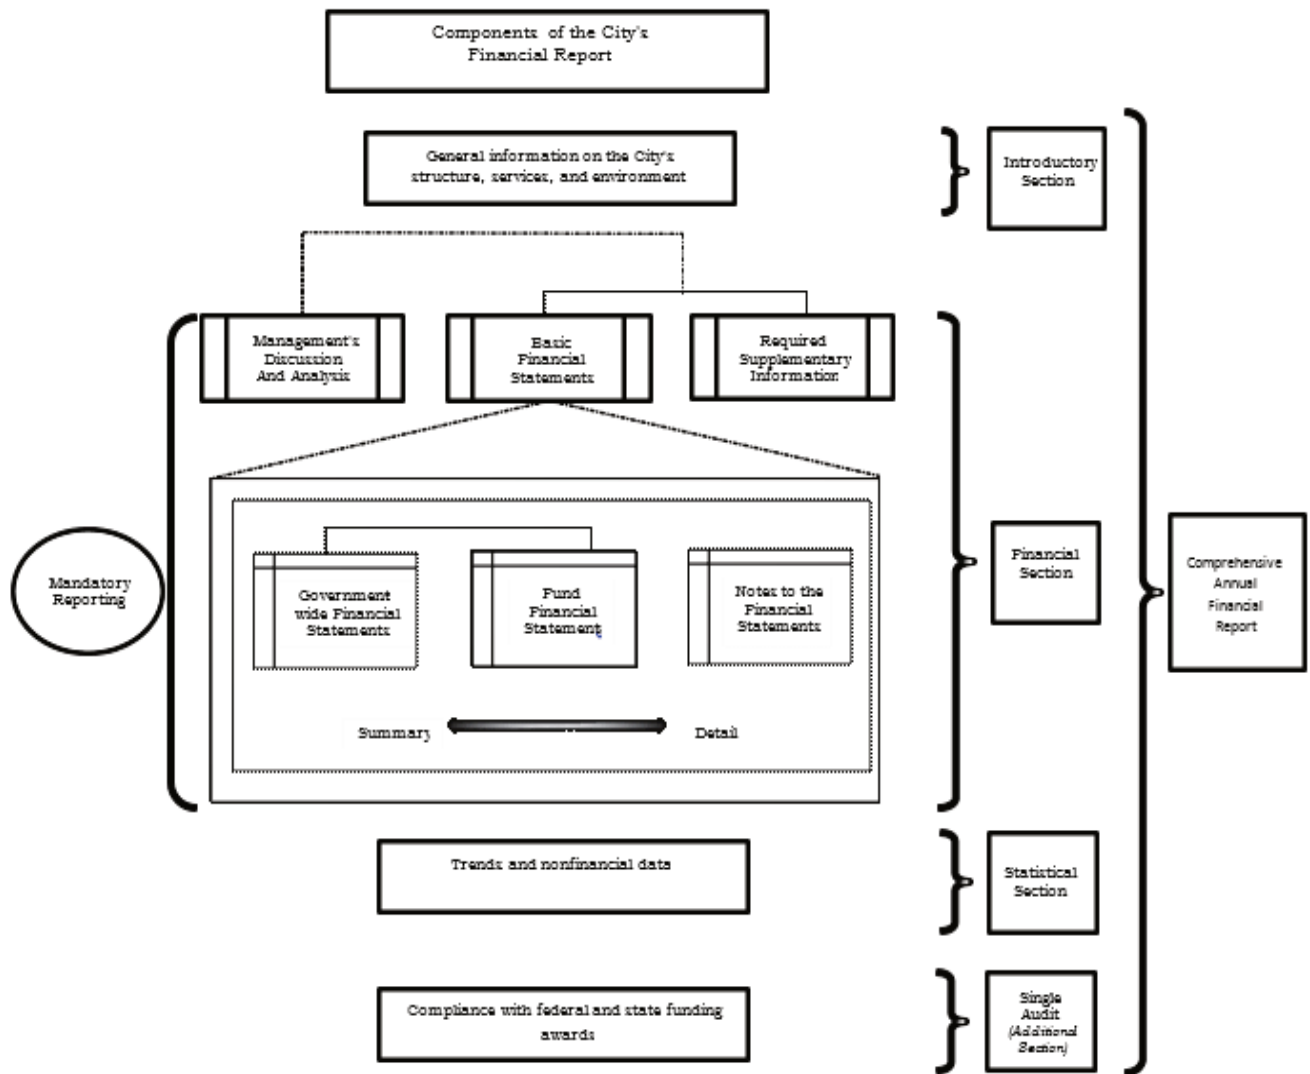 Components of the City's
Financial Report
General information on the City's
structure, services, and environment
Introductory
Section
Management's
Discussion
And Analysis
Basic
Financial
Statements
Required
Supplementary
Information
Mandatory
Reporting
Government
wide Financial
Statements
Fund
Financial
Statement
Notes to the
Financial
Statements
Summary
Detail
Financial
Section
Comprehensive
Annual
Financial
Report
Trends and nonfinancial data
Statistical
Section
Compliance with federal and state funding
awards
Single
Audit
(Additional
Section)